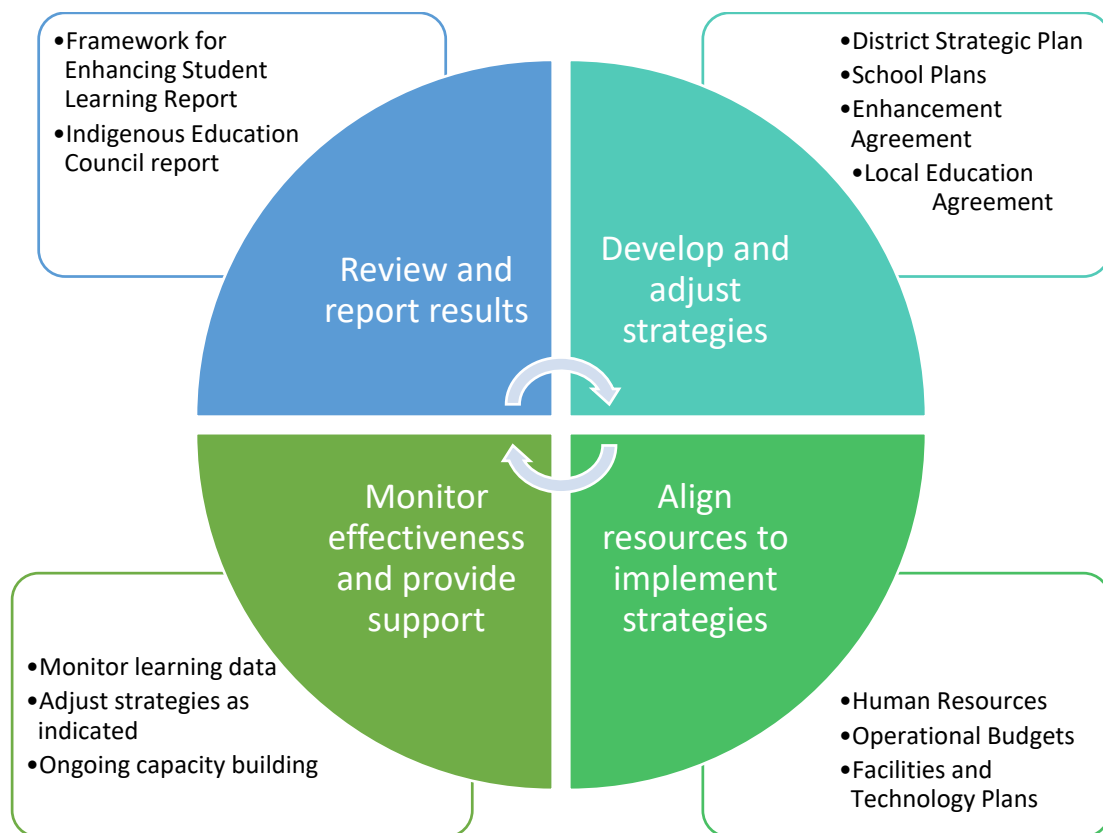 •Framework for
Enhancing Student
Learning Report
•Indigenous Education
Council report
•District Strategic Plan
•School Plans
•Enhancement
Agreement
•Local Education
Agreement
Review and
report results
Develop and
adjust
strategies
Monitor
effectiveness
and provide
support
Align
resources to
implement
strategies
•Monitor learning data
•Adjust strategies as
indicated
•Ongoing capacity building
•Human Resources
•Operational Budgets
•Facilities and
Technology Plans